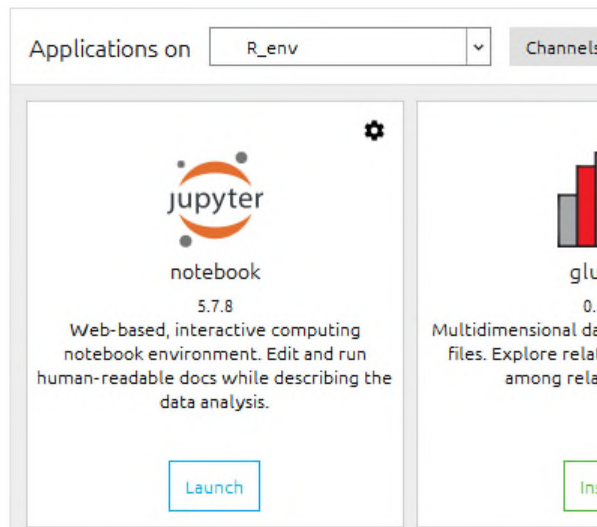 Applications on R_env Channels
jupyter
notebook
5.7.8
Web-based, interactive computing
notebook environment. Edit and run
human-readable docs while describing the
data analysis.
Launch
glu
0.
Multidimensional da
files. Explore relat
among rela
Ins